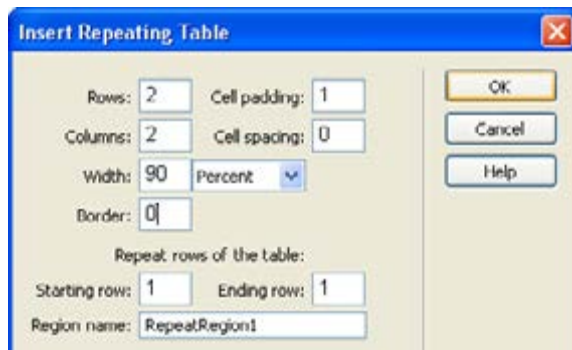 Insert Repeating Table
Rows: 2 Cell padding: 1 OK
Columns: 2 Cell spacing: 0 Cancel
Width: 90 Percent Help
Border: 0
Repeat rows of the table:
Starting row: 1 Ending row: 1
Region name: RepeatRegion1